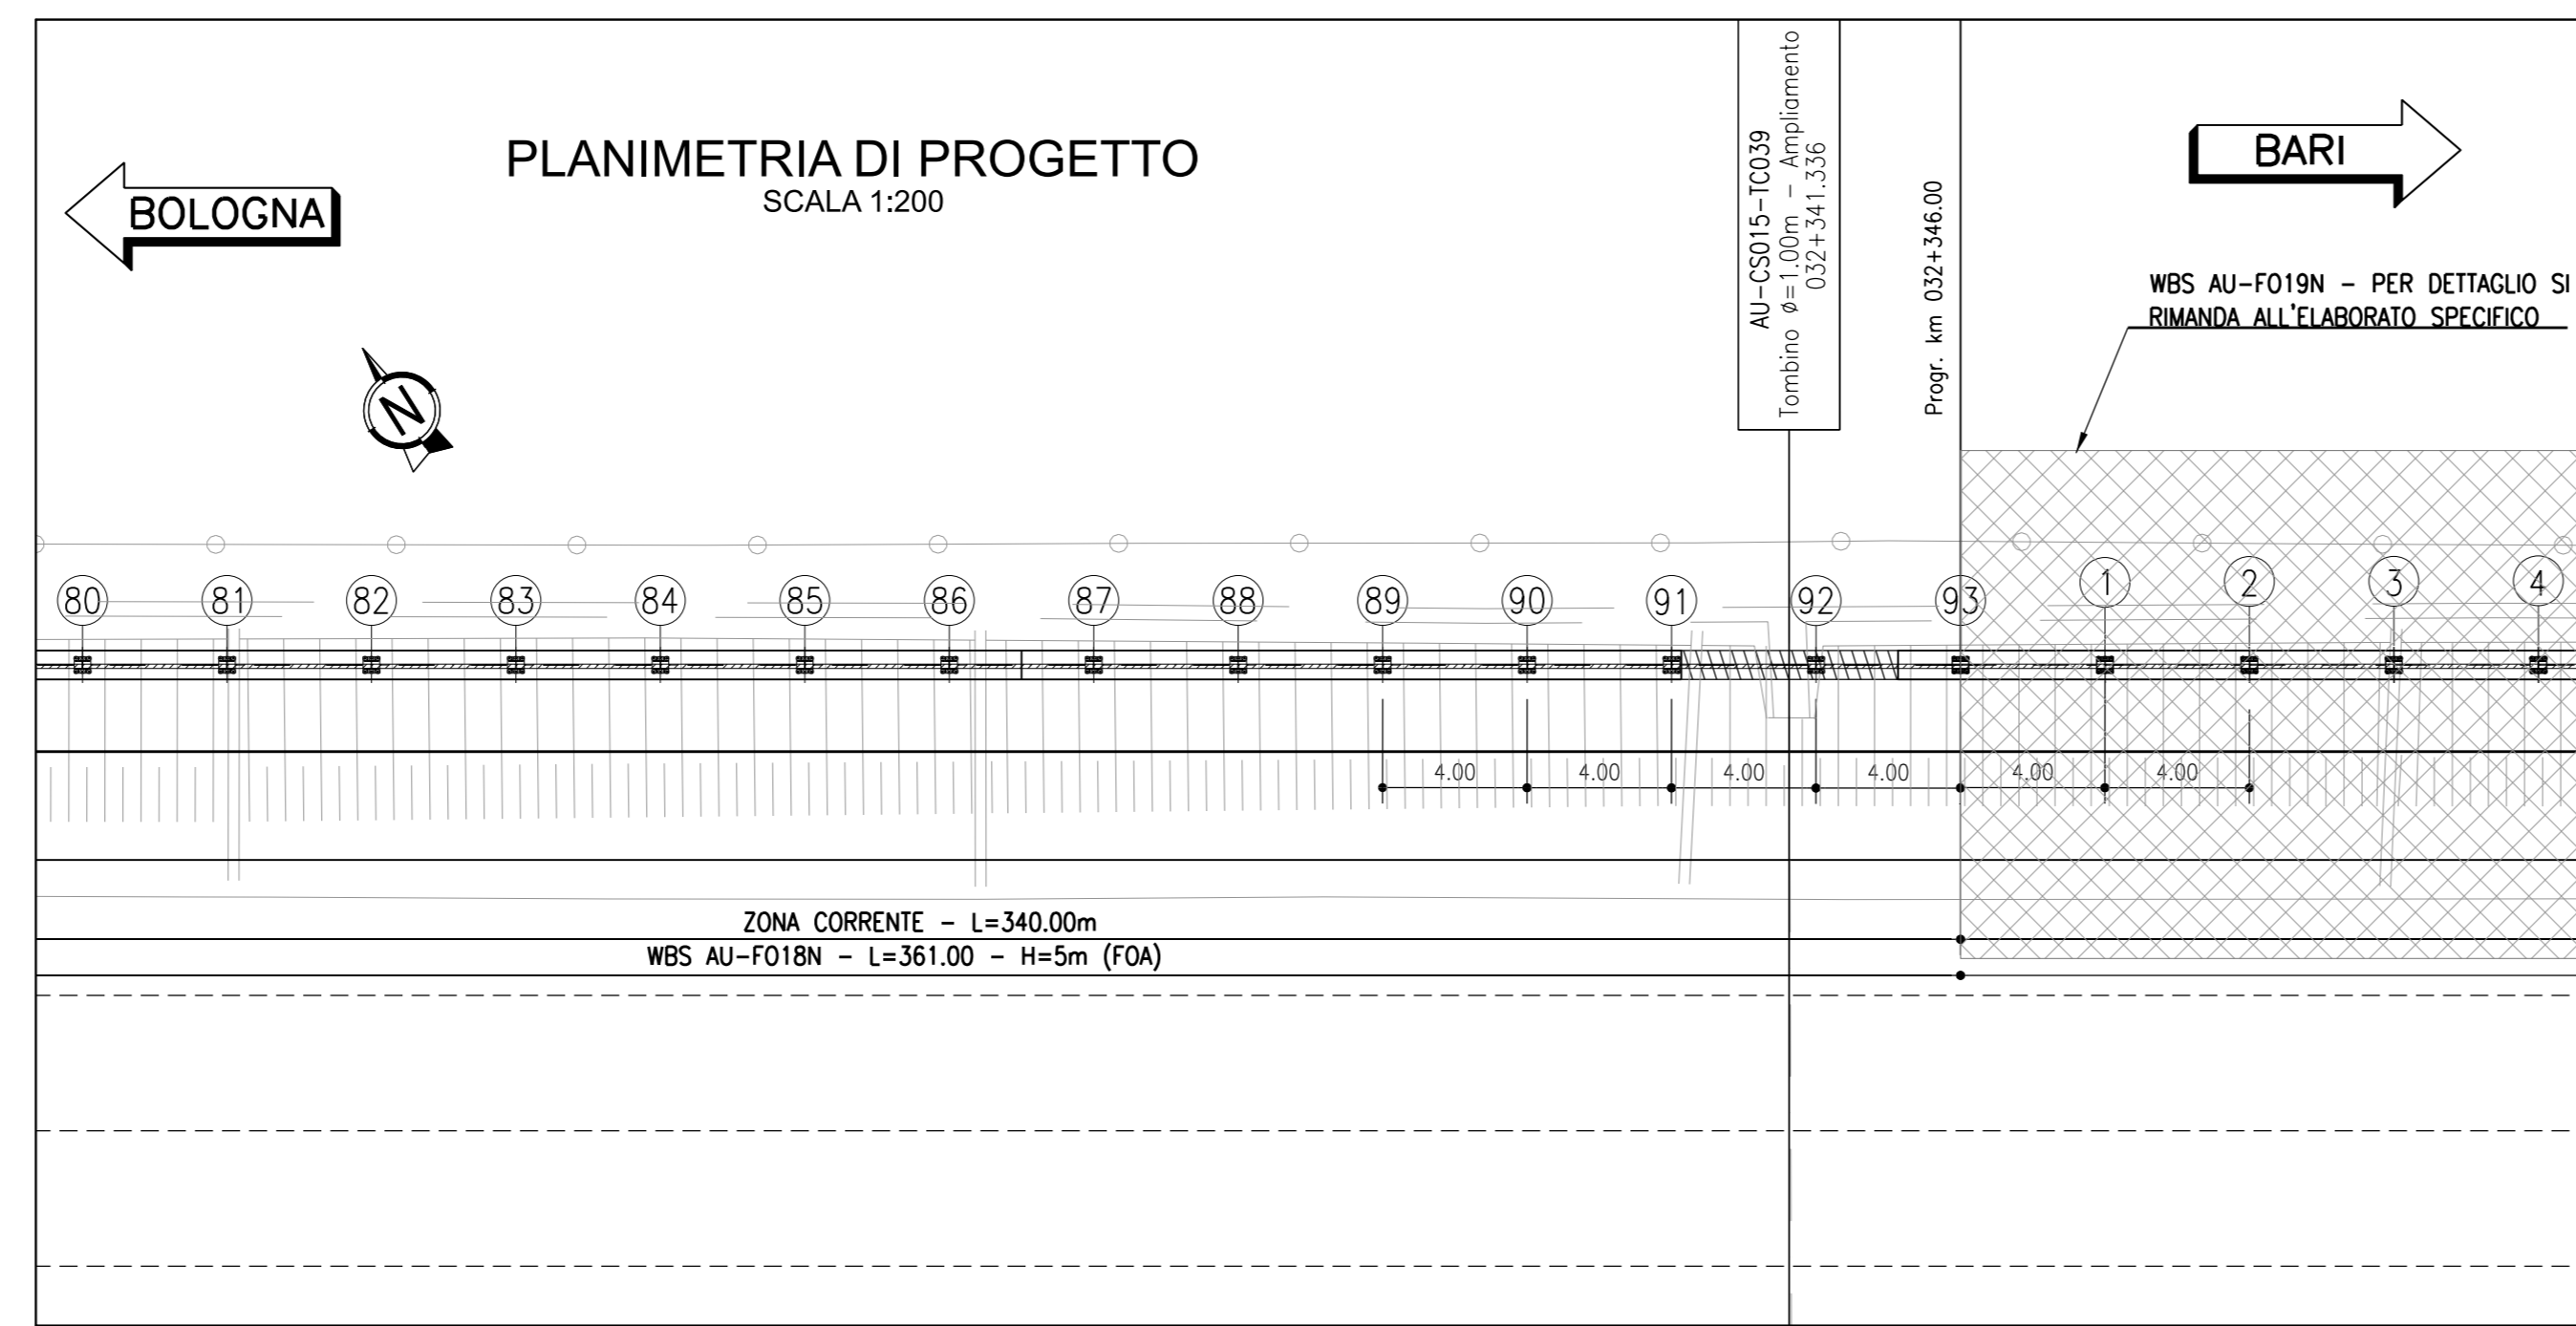 PLANIMETRIA DI PROGETTO
SCALA 1:200
BOLOGNA
BARI
N
AU-CS015-TC039
Tombino ø=1.00m - Ampliamento
032+341.336
Progr. km 032+346.00
WBS AU-FO19N - PER DETTAGLIO SI
RIMANDA ALL'ELABORATO SPECIFICO
80 81 82 83 84 85 86 87 88 89 90 91 92 93 1 2 3 4
4.00 4.00 4.00 4.00 4.00 4.00
ZONA CORRENTE - L=340.00m
WBS AU-FO18N - L=361.00 - H=5m (FOA)